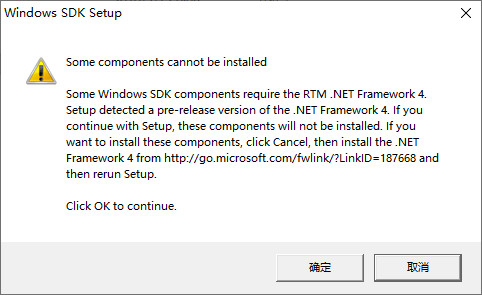 Windows SDK Setup
Some components cannot be installed
Some Windows SDK components require the RTM .NET Framework 4.
Setup detected a pre-release version of the .NET Framework 4. If you
continue with Setup, these components will not be installed. If you
want to install these components, click Cancel, then install the .NET
Framework 4 from http://go.microsoft.com/fwlink/?LinkID=187668 and
then rerun Setup.
Click OK to continue.
确定
取消